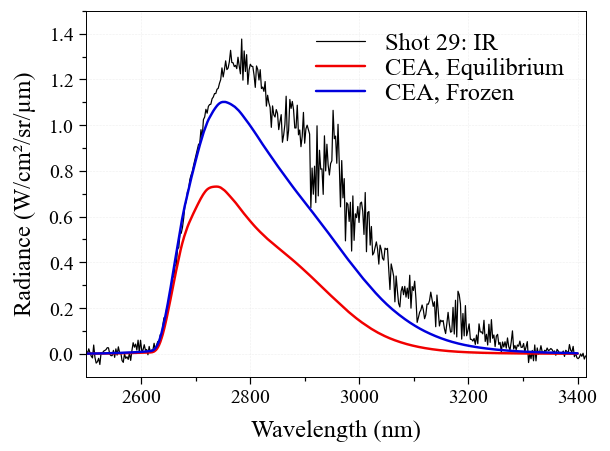 Shot 29: IR
CEA, Equilibrium
CEA, Frozen
Radiance (W/cm²/sr/μm)
1.4
1.2
1.0
0.8
0.6
0.4
0.2
0.0
2600 2800 3000 3200 3400
Wavelength (nm)